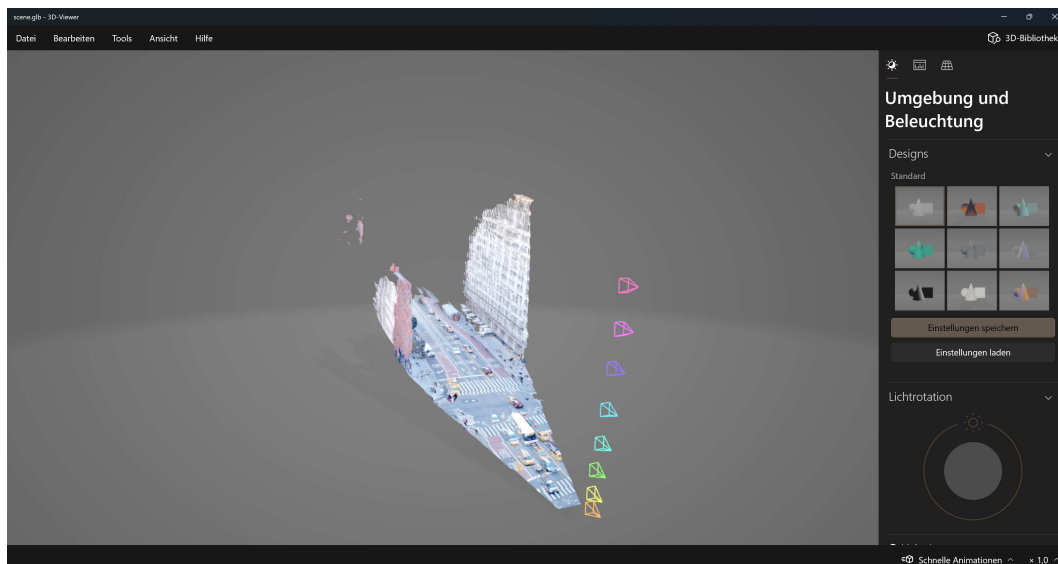 scene.glb - 3D-Viewer
Datei Bearbeiten Tools Ansicht Hilfe
3D-Bibliothek
Umgebung und
Beleuchtung
Designs
Standard
Einstellungen speichern
Einstellungen laden
Lichtrotation
Schnelle Animationen × 1,0